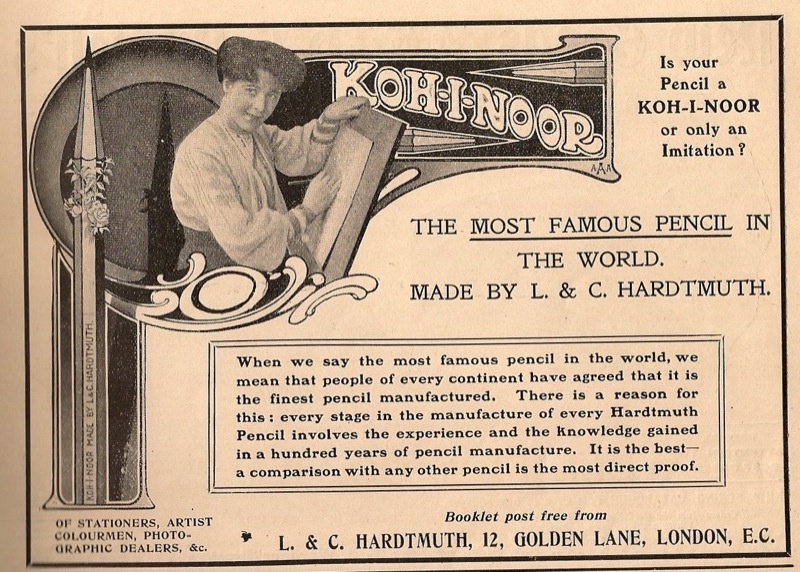 KOH-I-NOOR
AAA
Is your
Pencil a
KOH-I-NOOR
or only an
Imitation?
THE MOST FAMOUS PENCIL IN
THE WORLD.
MADE BY L. & C. HARDTMUTH.
KOH-I-NOOR MADE BY L & C. HARDTMUTH.
When we say the most famous pencil in the world, we
mean that people of every continent have agreed that it is
the finest pencil manufactured. There is a reason for
this: every stage in the manufacture of every Hardtmuth
Pencil involves the experience and the knowledge gained
in a hundred years of pencil manufacture. It is the best—
a comparison with any other pencil is the most direct proof.
OF STATIONERS, ARTIST
COLOURMEN, PHOTO-
GRAPHIC DEALERS, &c.
Booklet post free from
L. & C. HARDTMUTH, 12, GOLDEN LANE, LONDON, E.C.